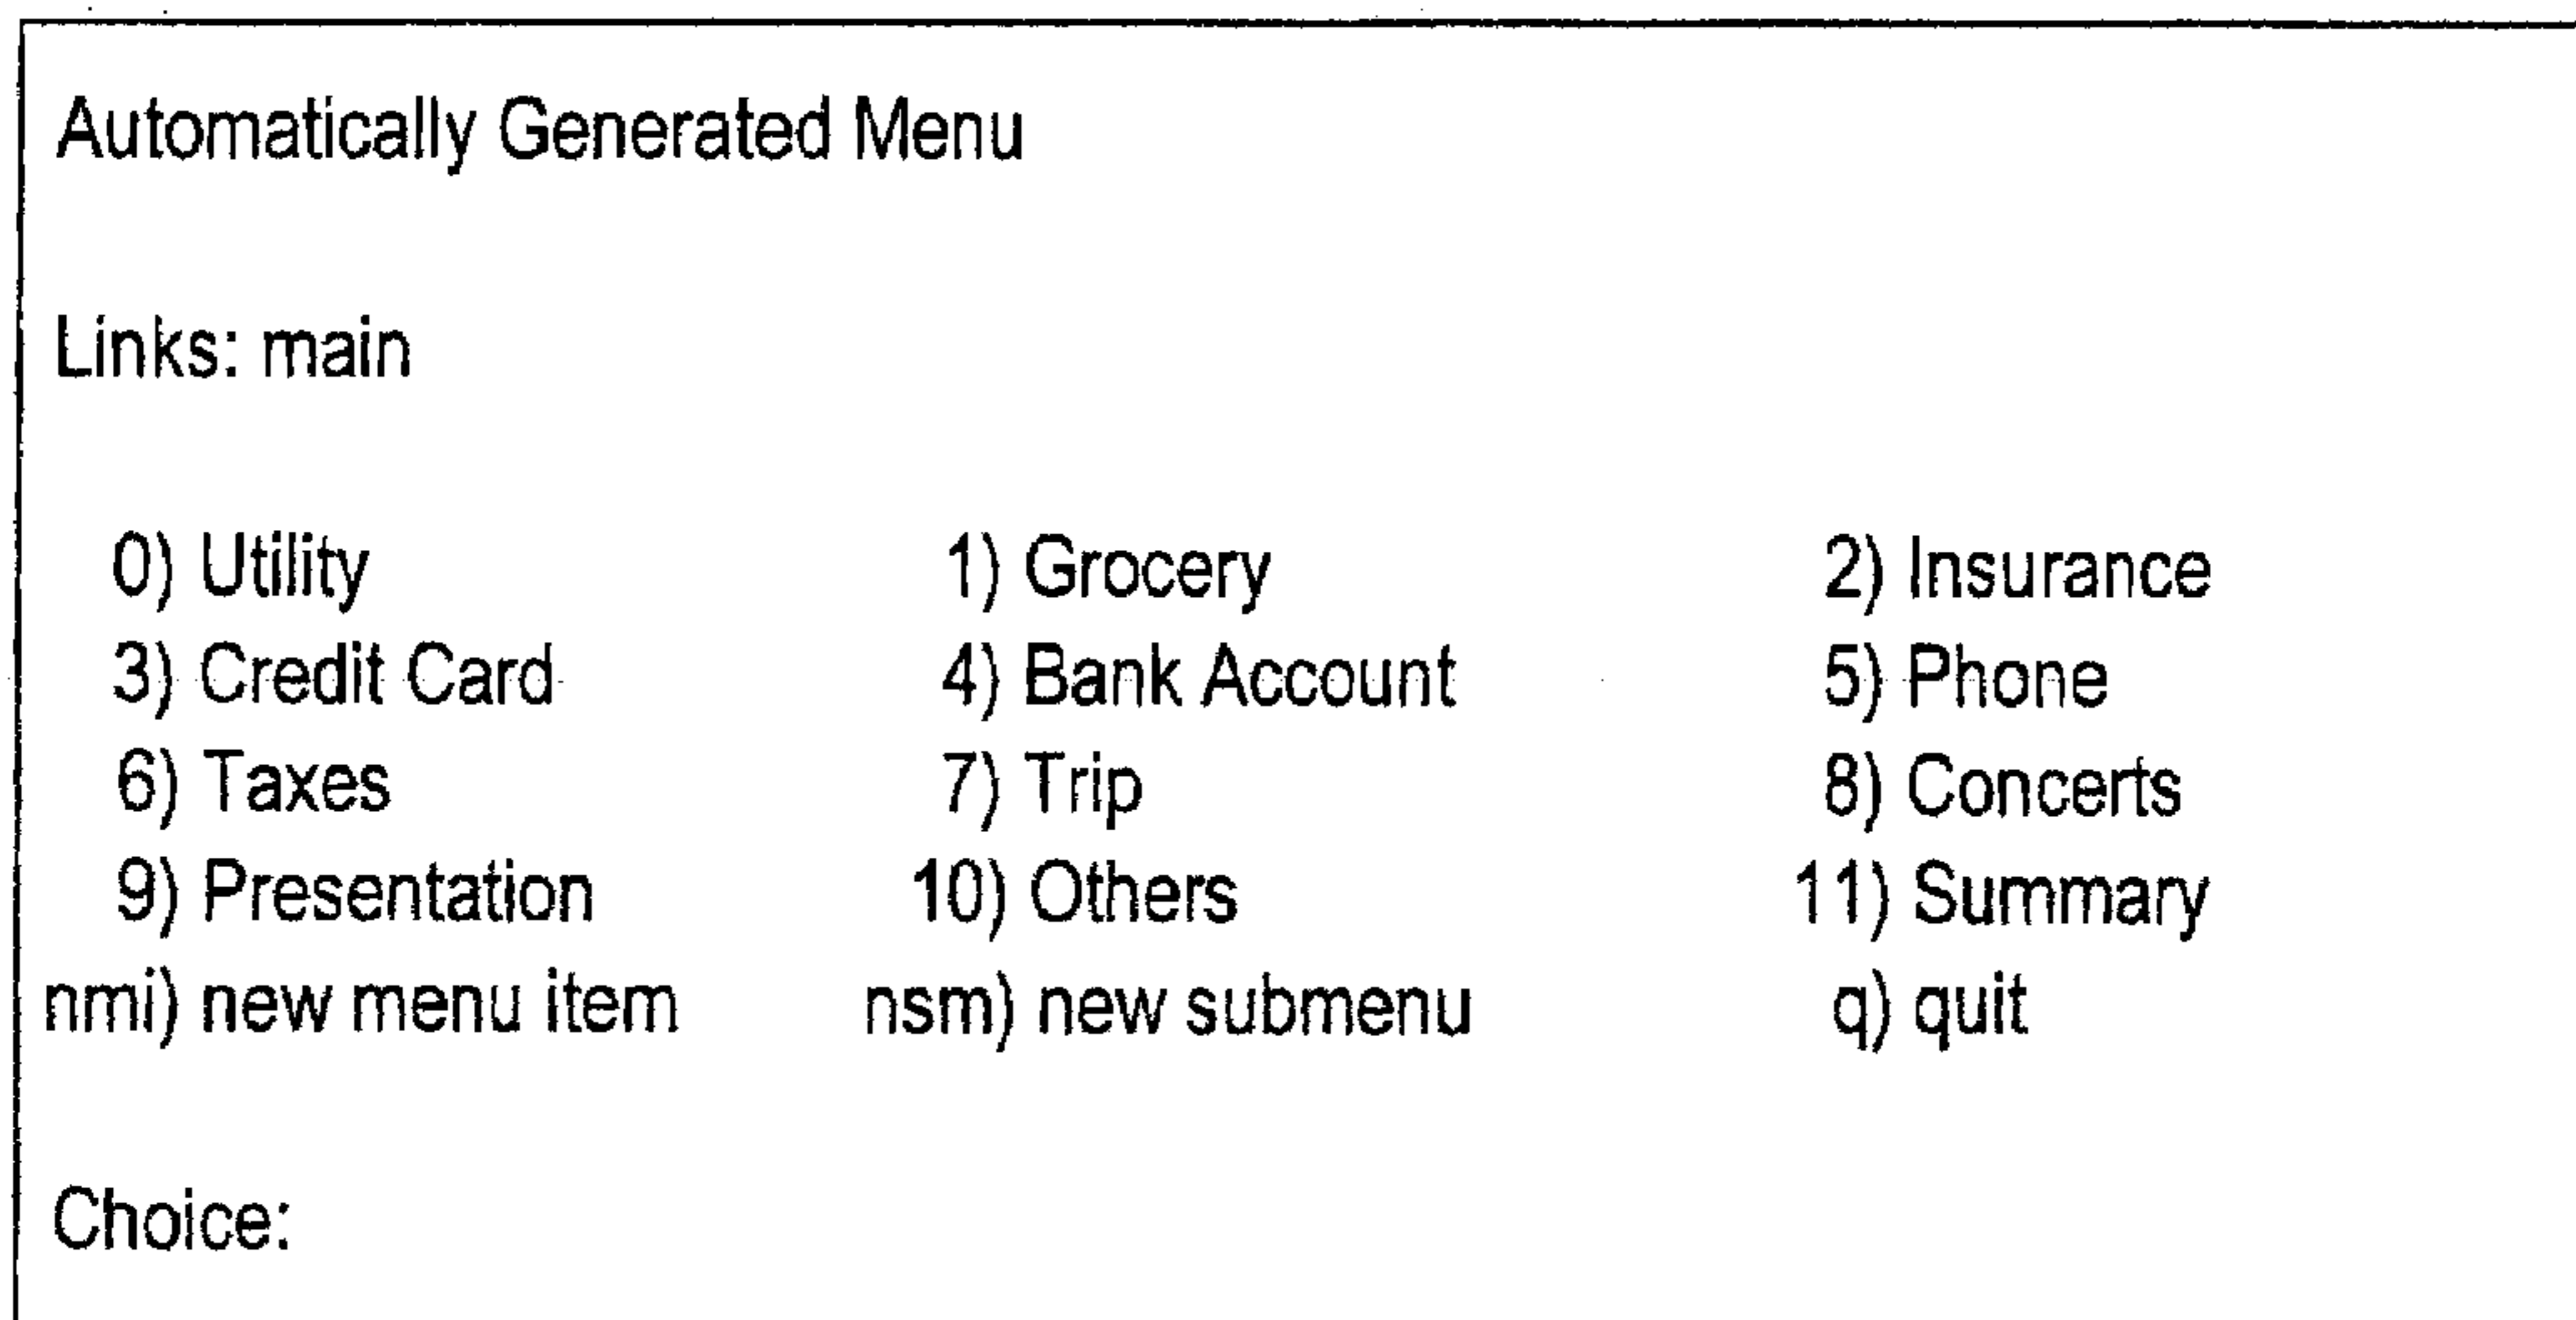 Automatically Generated Menu
Links: main
0) Utility 1) Grocery 2) Insurance
3) Credit Card 4) Bank Account 5) Phone
6) Taxes 7) Trip 8) Concerts
9) Presentation 10) Others 11) Summary
nmi) new menu item nsm) new submenu q) quit
Choice: